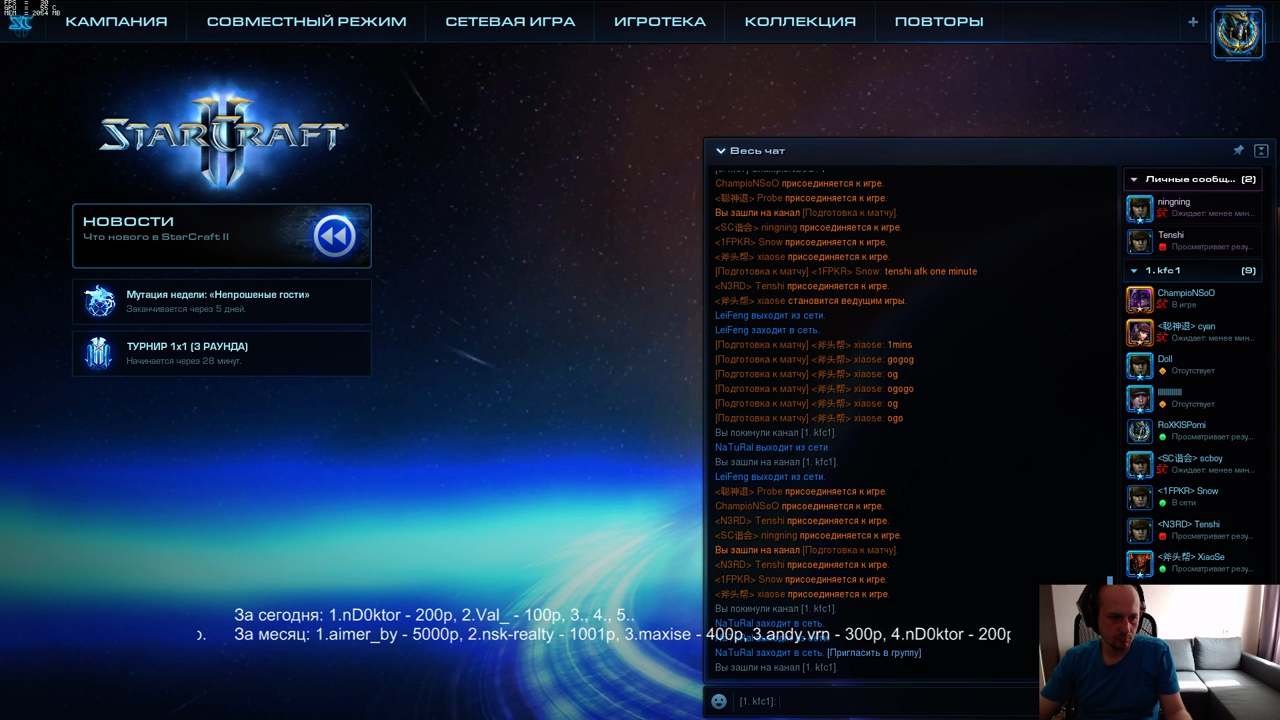 КАМПАНИЯ
СОВМЕСТНЫЙ РЕЖИМ
СЕТЕВАЯ ИГРА
ИГРОТЕКА
КОЛЛЕКЦИЯ
ПОВТОРЫ
STARCRAFT II
НОВОСТИ
Что нового в StarCraft II
Мутация недели: «Непрошеные гости»
Заканчивается через 5 дней.
ТУРНИР 1х1 (3 РАУНДА)
Начинается через 28 минут.
Весь чат
ChampioNSoO присоединяется к игре.
<聪神退> Probe присоединяется к игре.
Вы зашли на канал [Подготовка к матчу].
<SC谐会> ningning присоединяется к игре.
<1FPKR> Snow присоединяется к игре.
<斧头帮> xiaose присоединяется к игре.
[Подготовка к матчу] <1FPKR> Snow: tenshi afk one minute
<N3RD> Tenshi присоединяется к игре.
<斧头帮> xiaose становится ведущим игры.
LeiFeng выходит из сети.
LeiFeng заходит в сеть.
[Подготовка к матчу] <斧头帮> xiaose: 1mins
[Подготовка к матчу] <斧头帮> xiaose: gogog
[Подготовка к матчу] <斧头帮> xiaose: og
[Подготовка к матчу] <斧头帮> xiaose: ogogo
[Подготовка к матчу] <斧头帮> xiaose: og
[Подготовка к матчу] <斧头帮> xiaose: ogo
Вы покинули канал [1. kfc1].
NaTuRal выходит из сети.
Вы зашли на канал [1. kfc1].
LeiFeng выходит из сети.
<聪神退> Probe присоединяется к игре.
ChampioNSoO присоединяется к игре.
<N3RD> Tenshi присоединяется к игре.
<SC谐会> ningning присоединяется к игре.
Вы зашли на канал [Подготовка к матчу].
<N3RD> Tenshi присоединяется к игре.
<1FPKR> Snow присоединяется к игре.
<斧头帮> xiaose присоединяется к игре.
Вы покинули канал [1. kfc1].
NaTuRal заходит в сеть.
NaTuRal заходит в сеть. [Пригласить в группу]
Вы зашли на канал [1. kfc1].
[1. kfc1]:
Личные сообщ... (2)
ningning
Ожидает: менее мин...
Tenshi
Просматривает резу...
1. kfc1 (9)
ChampioNSoO
В игре
<聪神退> cyan
Ожидает: менее мин...
Doll
Отсутствует
Отсутствует
RoXKISPomi
Просматривает резу...
<SC谐会> scboy
Ожидает: менее мин...
<1FPKR> Snow
В сети
<N3RD> Tenshi
Просматривает резу...
<斧头帮> XiaoSe
Просматривает резу...
За сегодня: 1.nD0ktor - 200р, 2.Val_ - 100р, 3., 4., 5..
р. За месяц: 1.aimer_by - 5000р, 2.nsk-realty - 1001р, 3.maxise - 400р, 3.andy.vrn - 300р, 4.nD0ktor - 200р